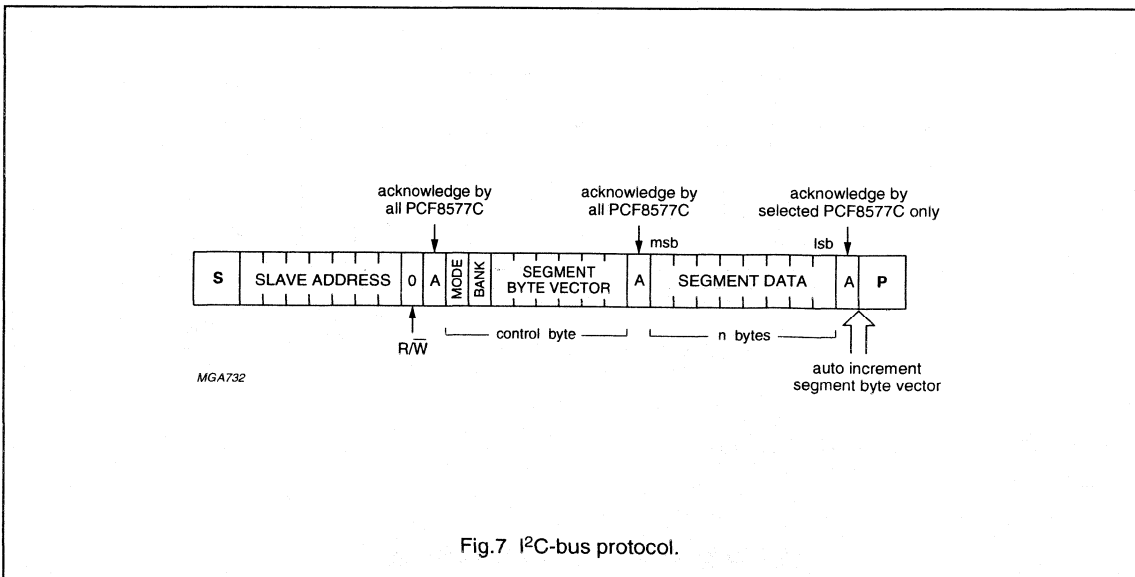 acknowledge by
all PCF8577C
acknowledge by
all PCF8577C
acknowledge by
selected PCF8577C only
msb
lsb
S
SLAVE ADDRESS
0
A
MODE
BANK
SEGMENT
BYTE VECTOR
A
SEGMENT DATA
A
P
R/W̅
control byte
n bytes
auto increment
segment byte vector
MGA732
Fig.7 I²C-bus protocol.